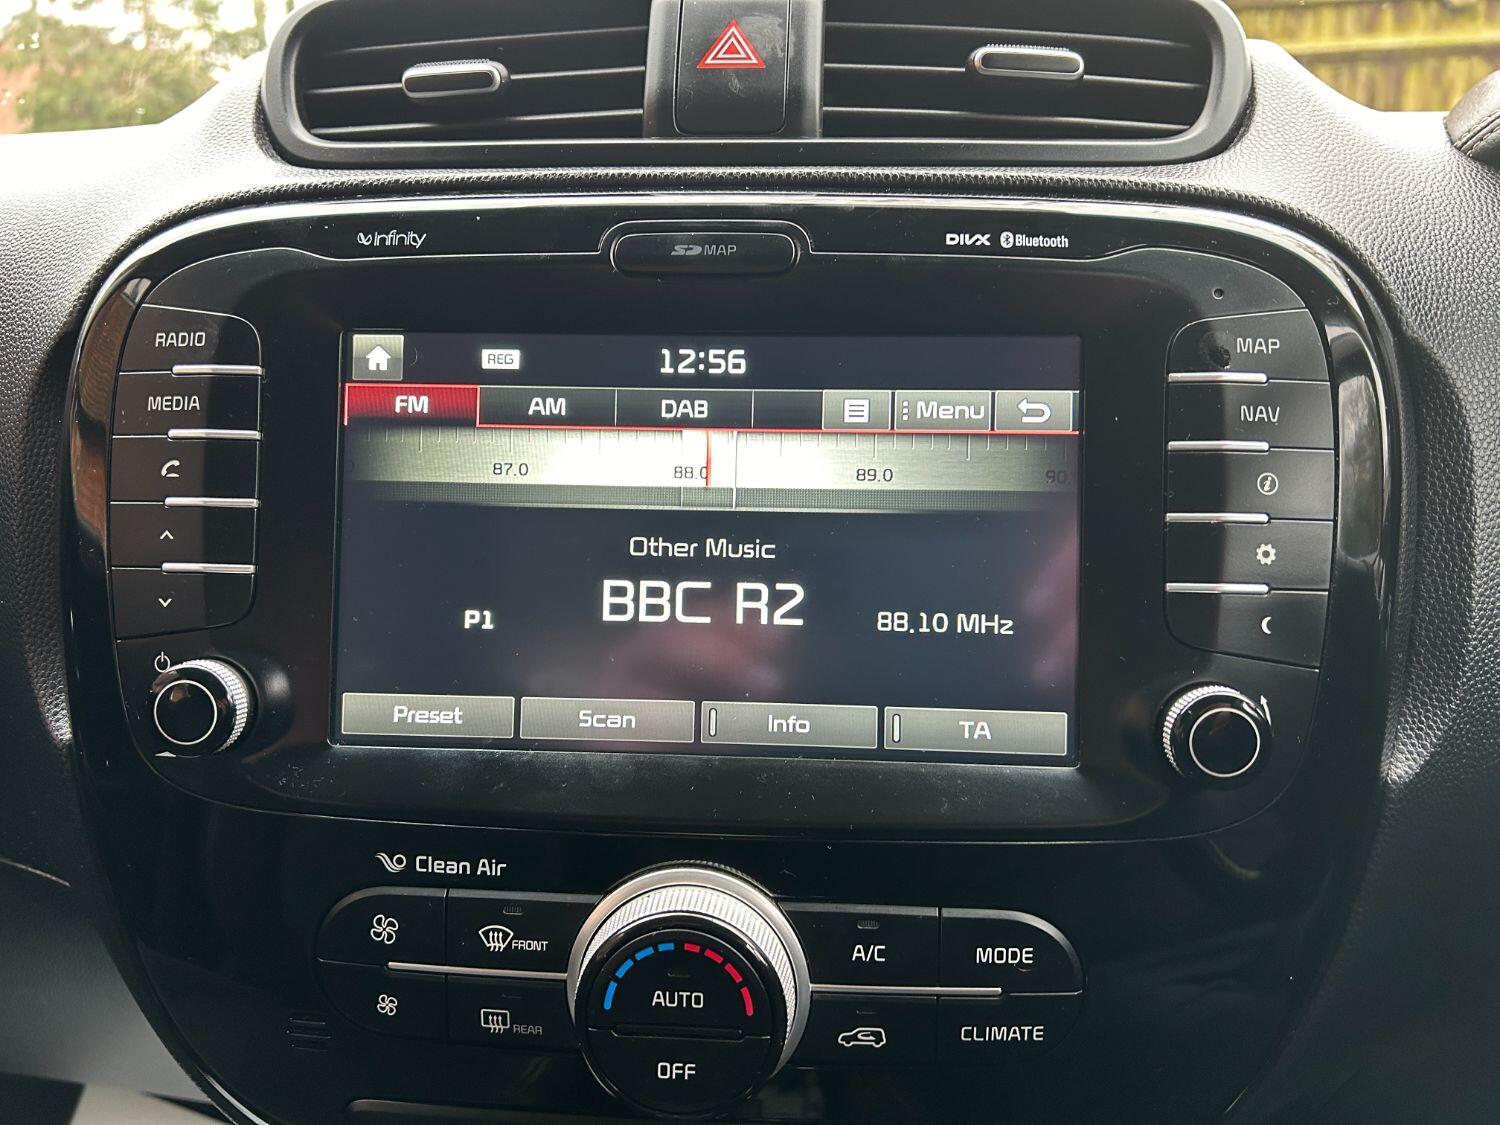 infinity
SD MAP
DIVX Bluetooth
RADIO
MEDIA
MAP
NAV
REG
12:56
FM
AM
DAB
Menu
87.0
88.0
89.0
90
Other Music
P1
BBC R2
88.10 MHz
Preset
Scan
Info
TA
Clean Air
FRONT
REAR
AUTO
OFF
A/C
MODE
CLIMATE